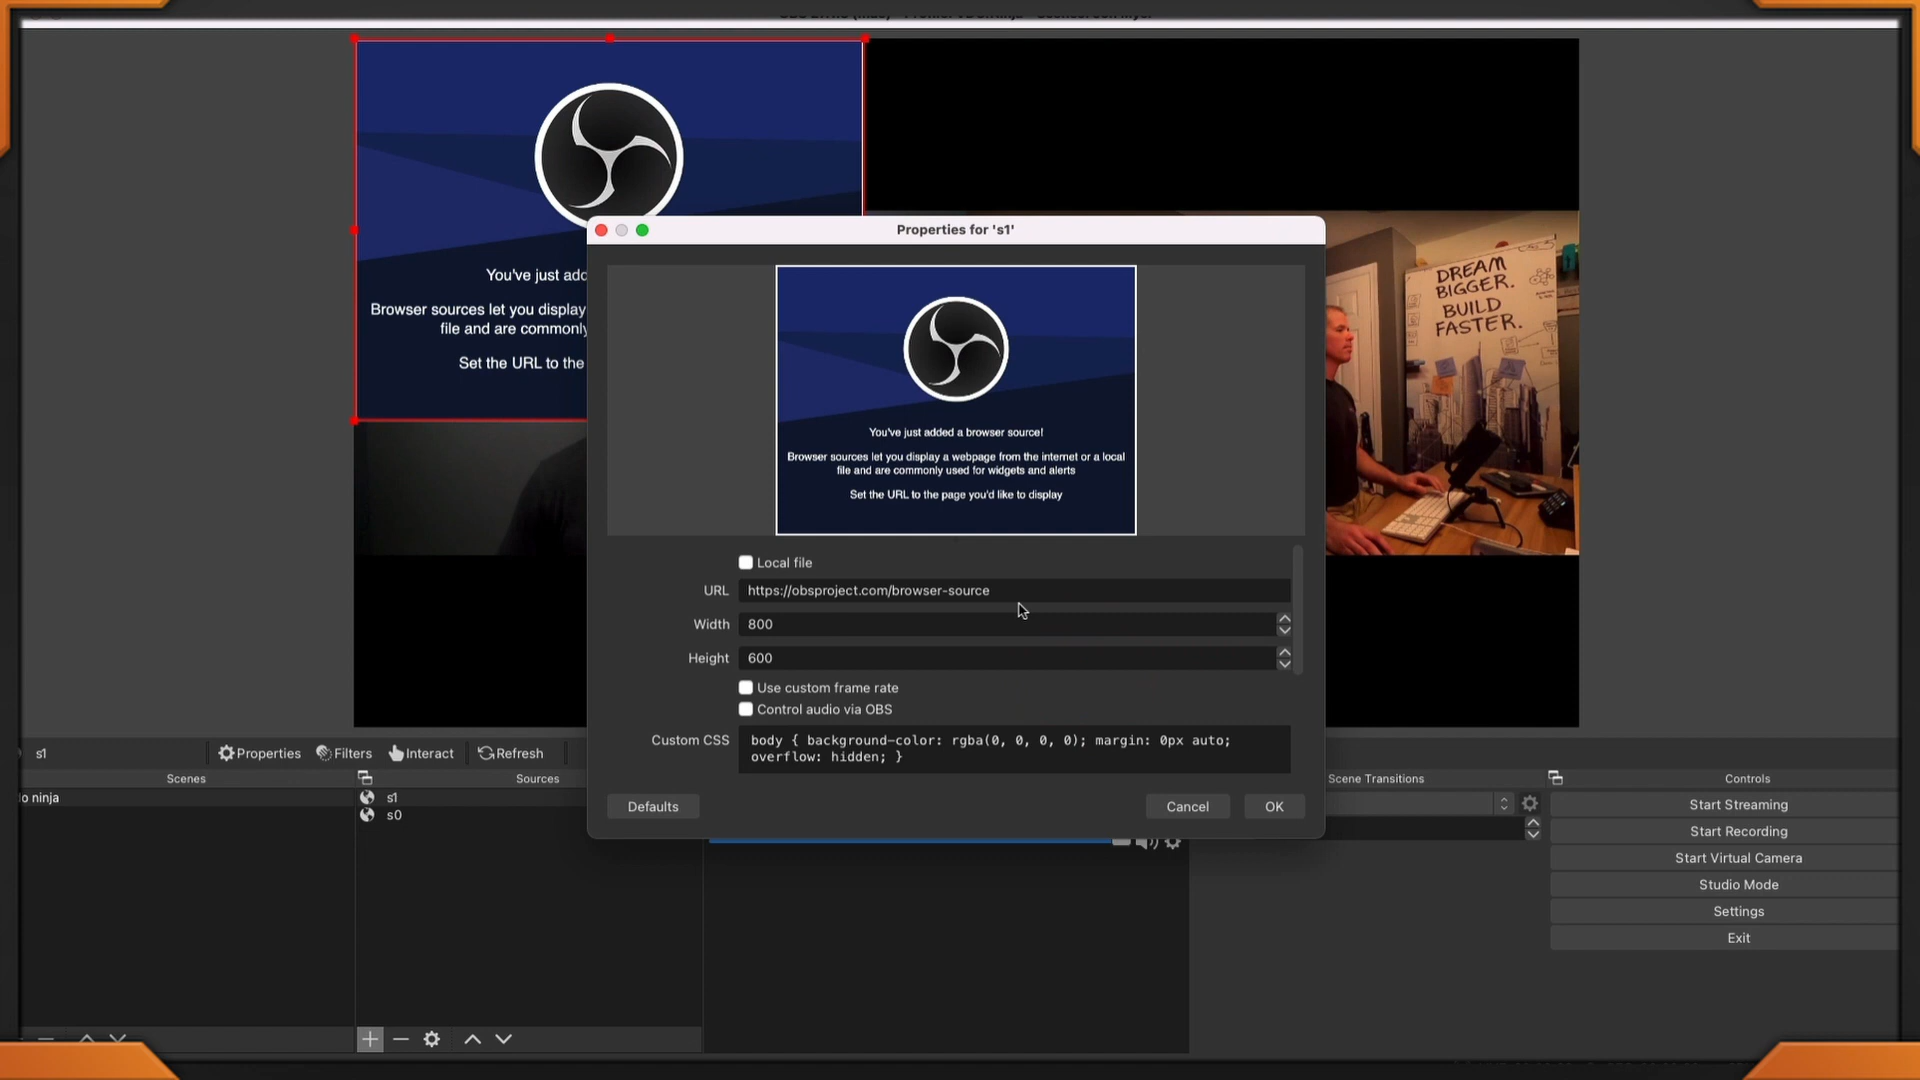 You've just add
Browser sources let you display
file and are commonly
Set the URL to the
Properties for 's1'
DREAM
BIGGER.
BUILD
FASTER.
You've just added a browser source!
Browser sources let you display a webpage from the internet or a local
file and are commonly used for widgets and alerts
Set the URL to the page you'd like to display
Local file
URL https://obsproject.com/browser-source
Width 800
Height 600
Use custom frame rate
Control audio via OBS
Custom CSS body { background-color: rgba(0, 0, 0, 0); margin: 0px auto;
overflow: hidden; }
Defaults Cancel OK
s1 Properties Filters Interact Refresh
Scenes Sources Scene Transitions Controls
o ninja
s1
s0
Start Streaming
Start Recording
Start Virtual Camera
Studio Mode
Settings
Exit